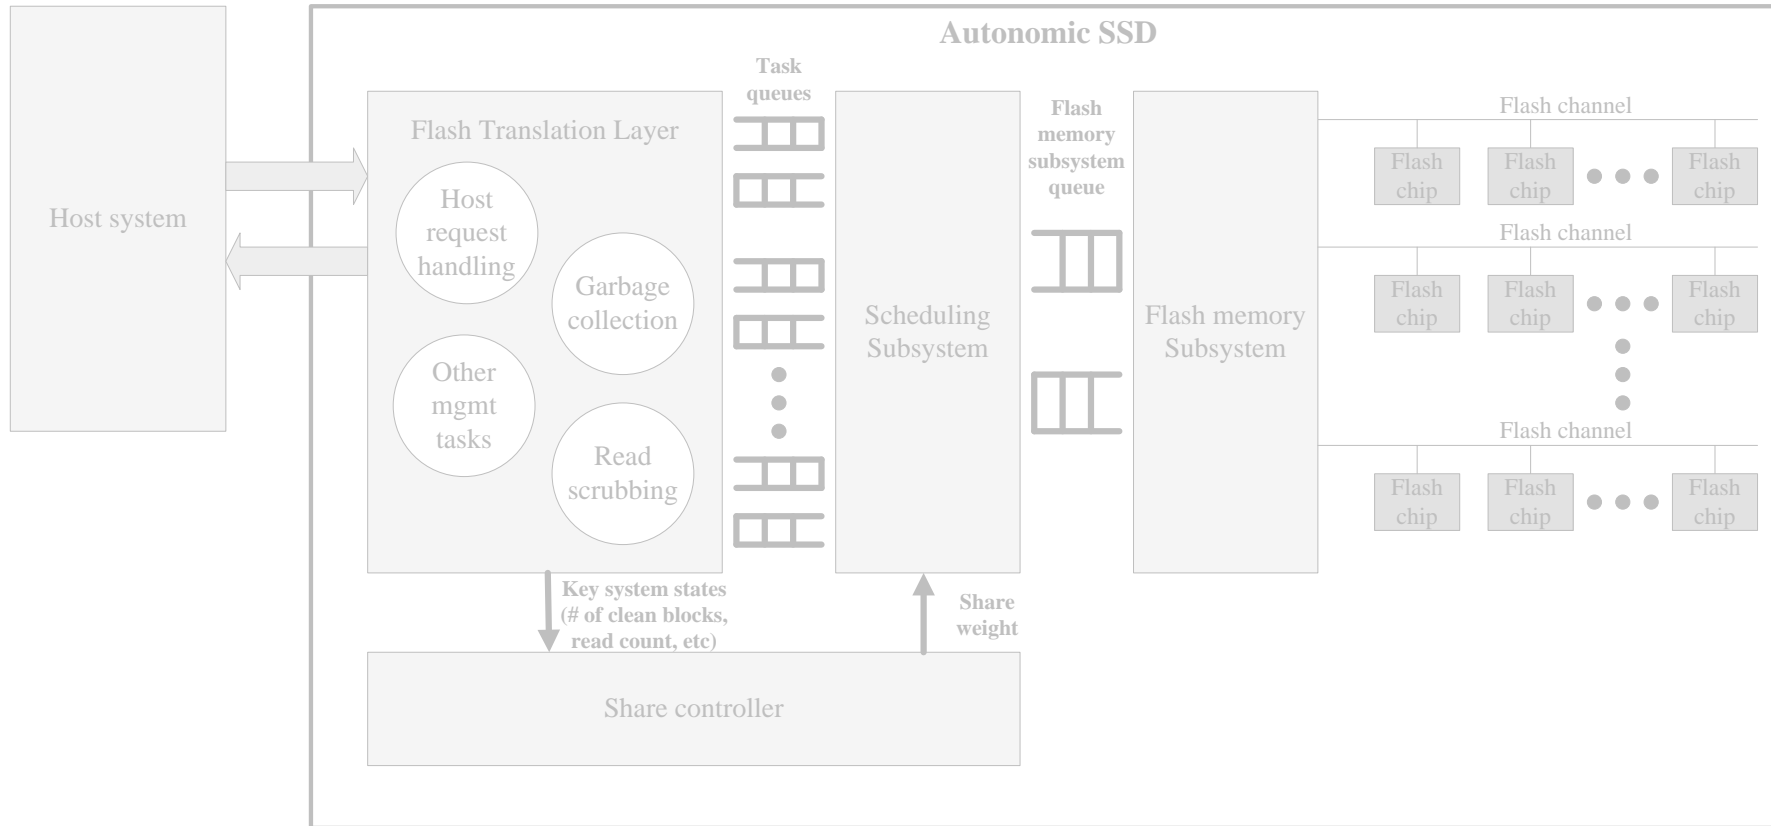 Autonomic SSD
Host system
Flash Translation Layer
Host
request
handling
Garbage
collection
Other
mgmt
tasks
Read
scrubbing
Task
queues
Scheduling
Subsystem
Flash
memory
subsystem
queue
Flash memory
Subsystem
Flash channel
Flash
chip
Flash
chip
Flash
chip
Flash channel
Flash
chip
Flash
chip
Flash
chip
Flash channel
Flash
chip
Flash
chip
Flash
chip
Key system states
(# of clean blocks,
read count, etc)
Share
weight
Share controller